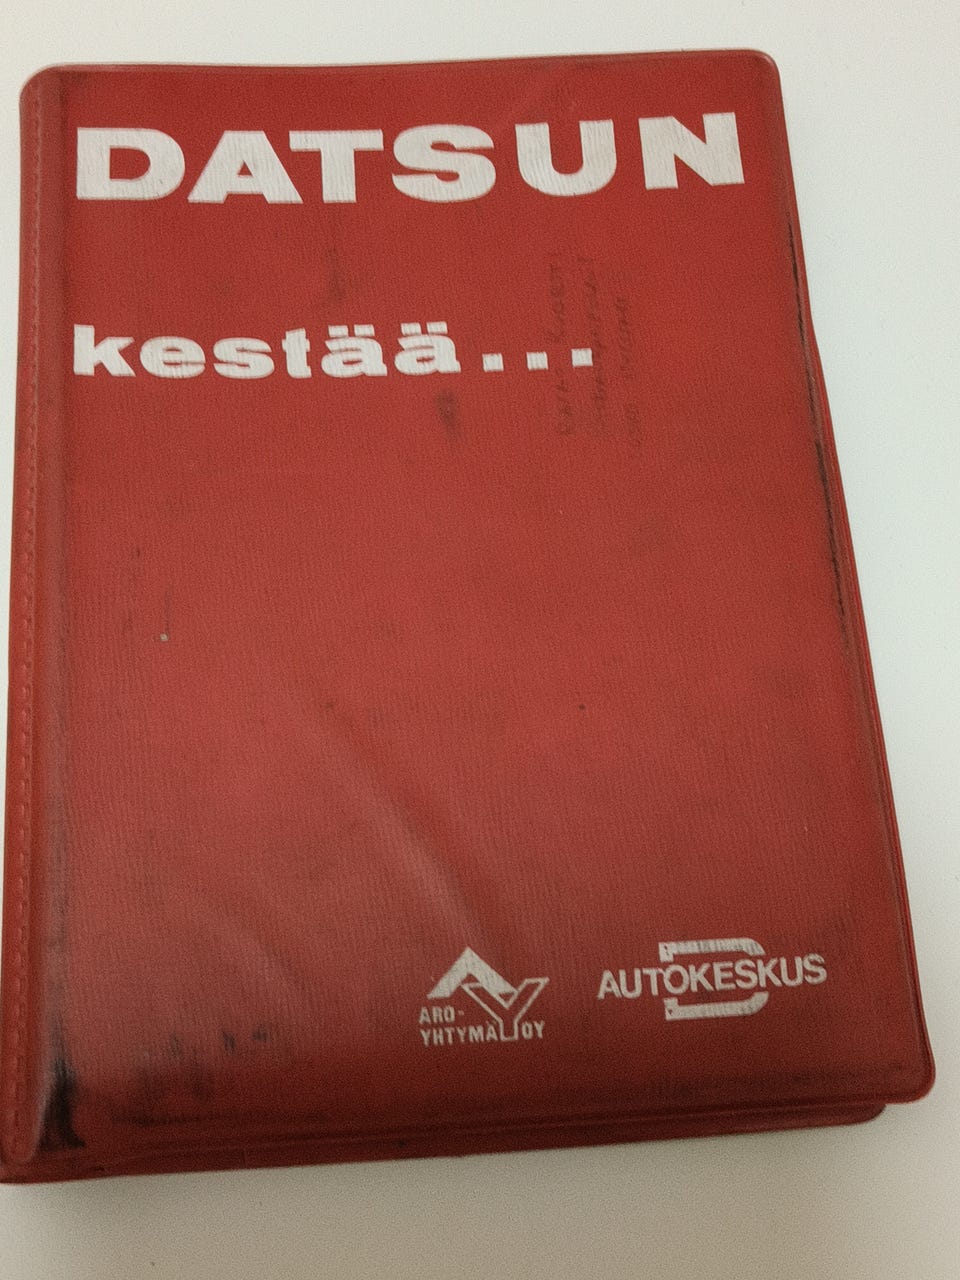 DATSUN
kestää...
ARO-
YHTYMÄ OY
AUTOKESKUS